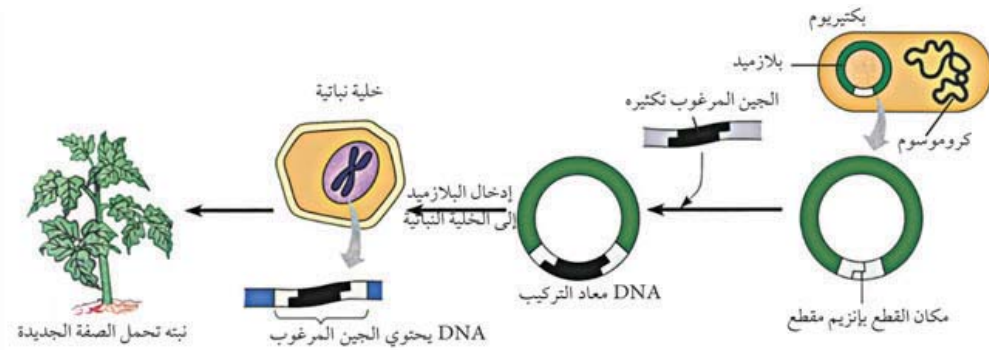 بكتيريوم
بلازميد
كروموسوم
مكان القطع بإنزيم مقطع
الجين المرغوب تكثيره
DNA معاد التركيب
إدخال البلازميد
إلى الخلية النباتية
خلية نباتية
DNA يحتوي الجين المرغوب
نبته تحمل الصفة الجديدة